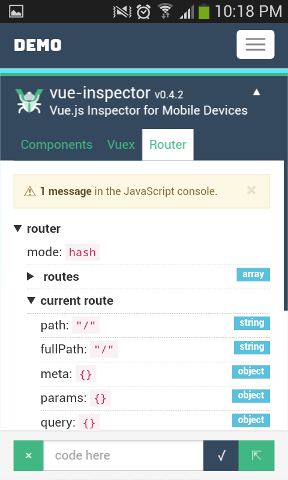 10:18 PM
DEMO
vue-inspector v0.4.2
Vue.js Inspector for Mobile Devices
Components Vuex Router
1 message in the JavaScript console. ×
router
mode: hash
routes array
current route
path: "/" string
fullPath: "/" string
meta: {} object
params: {} object
query: {} object
× code here √